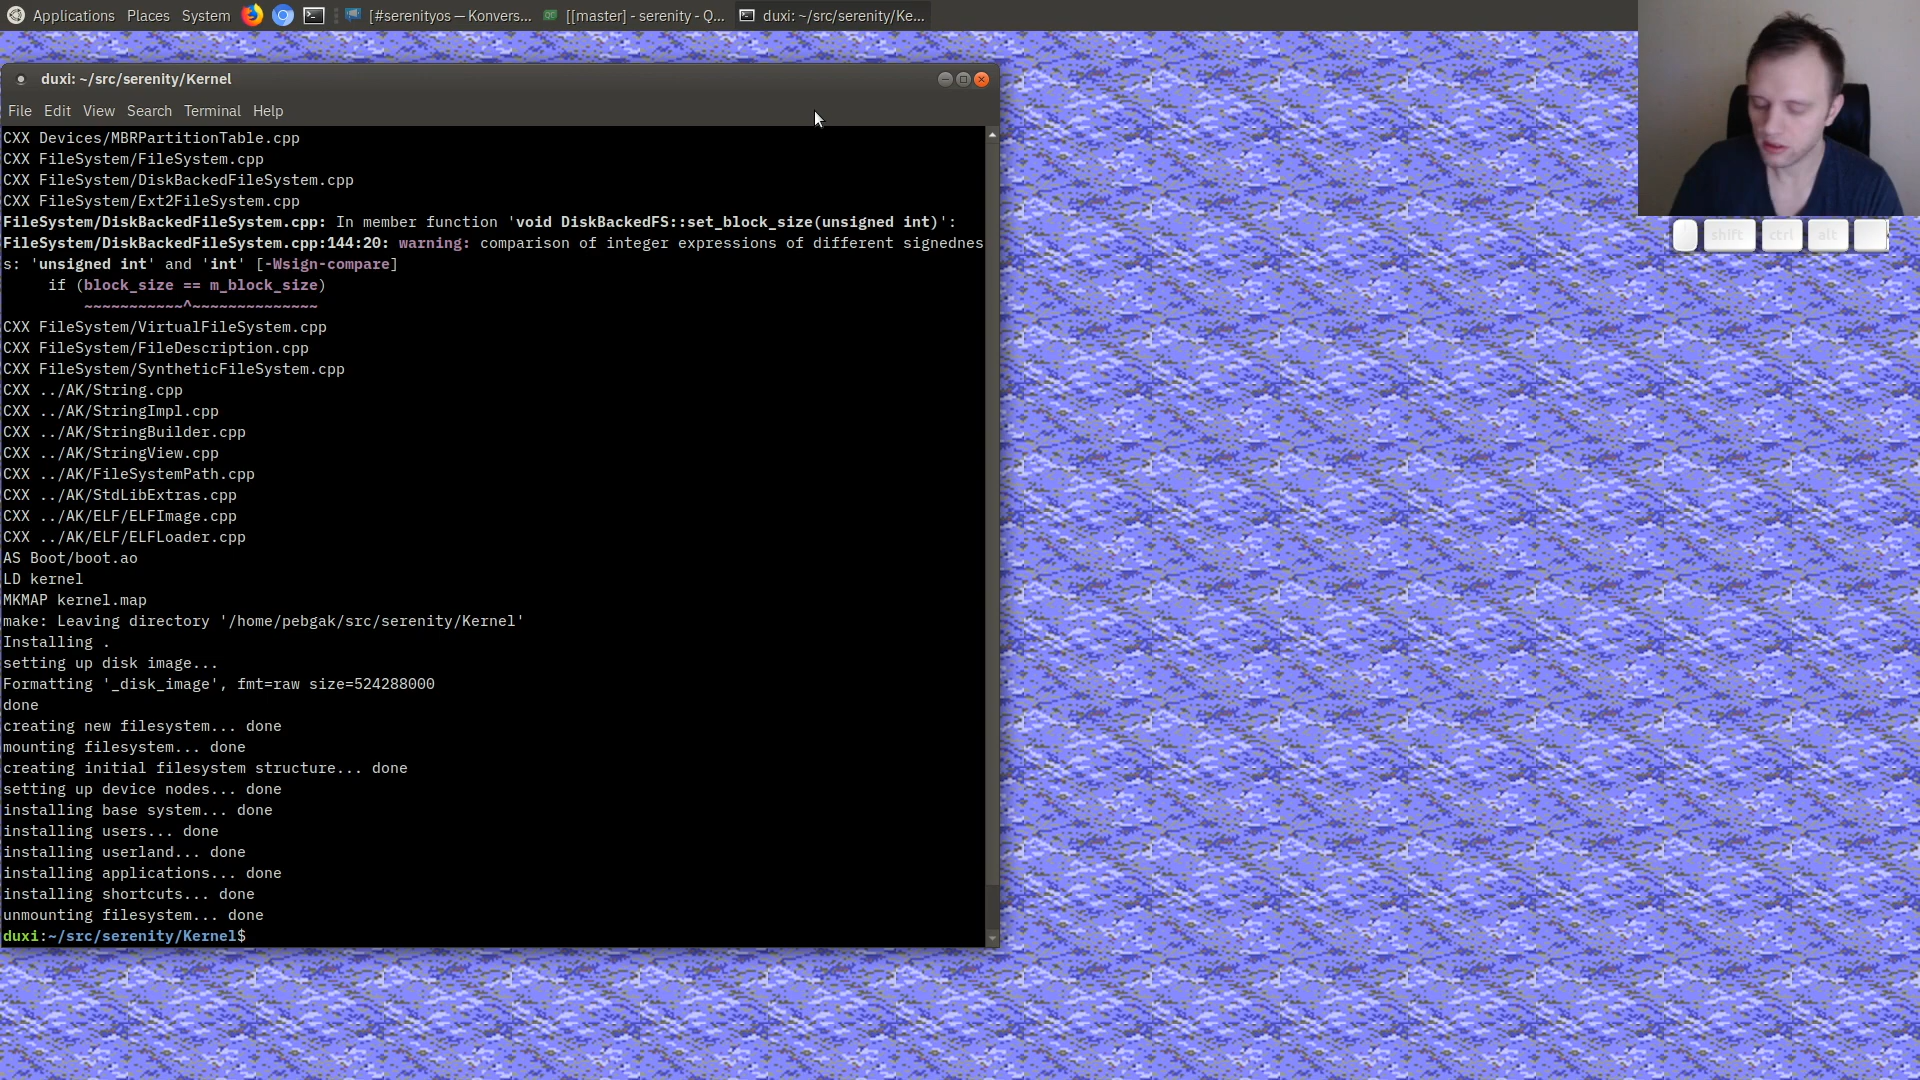 Applications Places System [#serenityos — Konvers... [[master] - serenity - Q... duxi: ~/src/serenity/Ke...
duxi: ~/src/serenity/Kernel
File Edit View Search Terminal Help
CXX Devices/MBRPartitionTable.cpp
CXX FileSystem/FileSystem.cpp
CXX FileSystem/DiskBackedFileSystem.cpp
CXX FileSystem/Ext2FileSystem.cpp
FileSystem/DiskBackedFileSystem.cpp: In member function 'void DiskBackedFS::set_block_size(unsigned int)':
FileSystem/DiskBackedFileSystem.cpp:144:20: warning: comparison of integer expressions of different signednes
s: 'unsigned int' and 'int' [-Wsign-compare]
     if (block_size == m_block_size)
         ~~~~~~~~~~~^~~~~~~~~~~~~~~
CXX FileSystem/VirtualFileSystem.cpp
CXX FileSystem/FileDescription.cpp
CXX FileSystem/SyntheticFileSystem.cpp
CXX ../AK/String.cpp
CXX ../AK/StringImpl.cpp
CXX ../AK/StringBuilder.cpp
CXX ../AK/StringView.cpp
CXX ../AK/FileSystemPath.cpp
CXX ../AK/StdLibExtras.cpp
CXX ../AK/ELF/ELFImage.cpp
CXX ../AK/ELF/ELFLoader.cpp
AS Boot/boot.ao
LD kernel
MKMAP kernel.map
make: Leaving directory '/home/pebgak/src/serenity/Kernel'
Installing .
setting up disk image...
Formatting '_disk_image', fmt=raw size=524288000
done
creating new filesystem... done
mounting filesystem... done
creating initial filesystem structure... done
setting up device nodes... done
installing base system... done
installing users... done
installing userland... done
installing applications... done
installing shortcuts... done
unmounting filesystem... done
duxi:~/src/serenity/Kernel$
shift ctrl alt